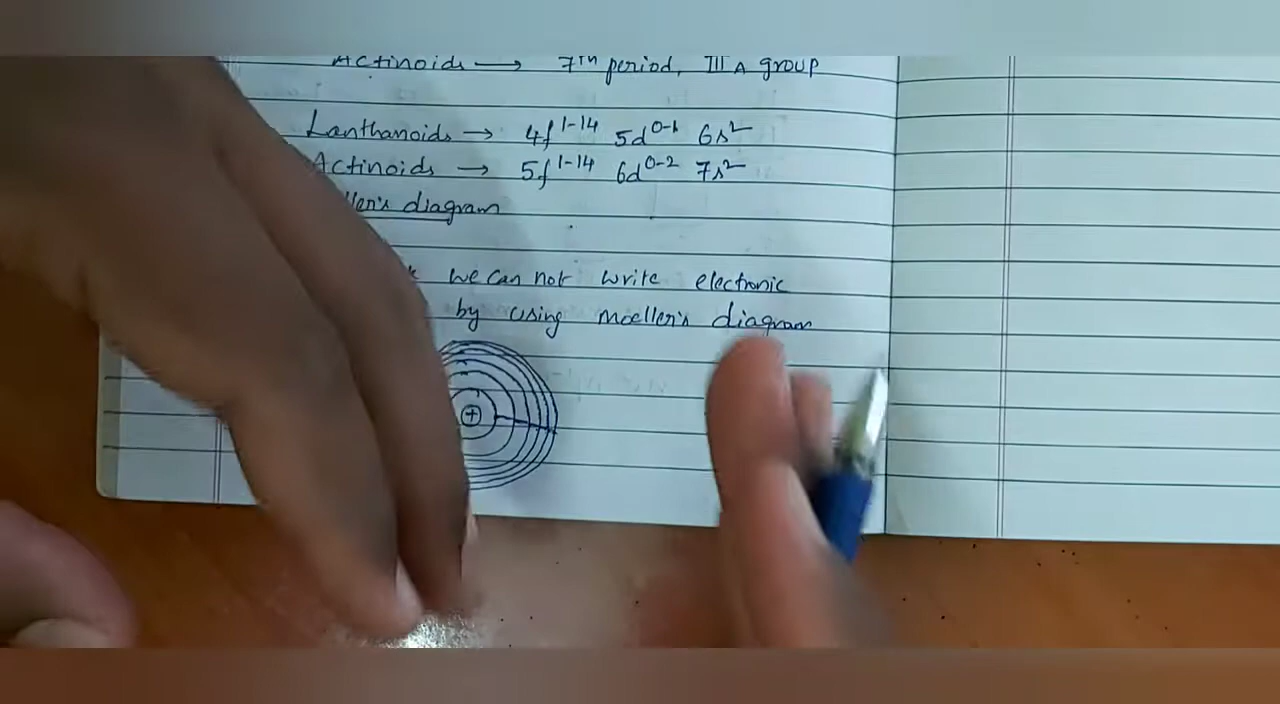 Actinoids → 7th period, III A group
Lanthanoids → 4f¹⁻¹⁴ 5d⁰⁻¹ 6s²
Actinoids → 5f¹⁻¹⁴ 6d⁰⁻² 7s²
diagram
we can not write electronic
by using moeller's diagram
+